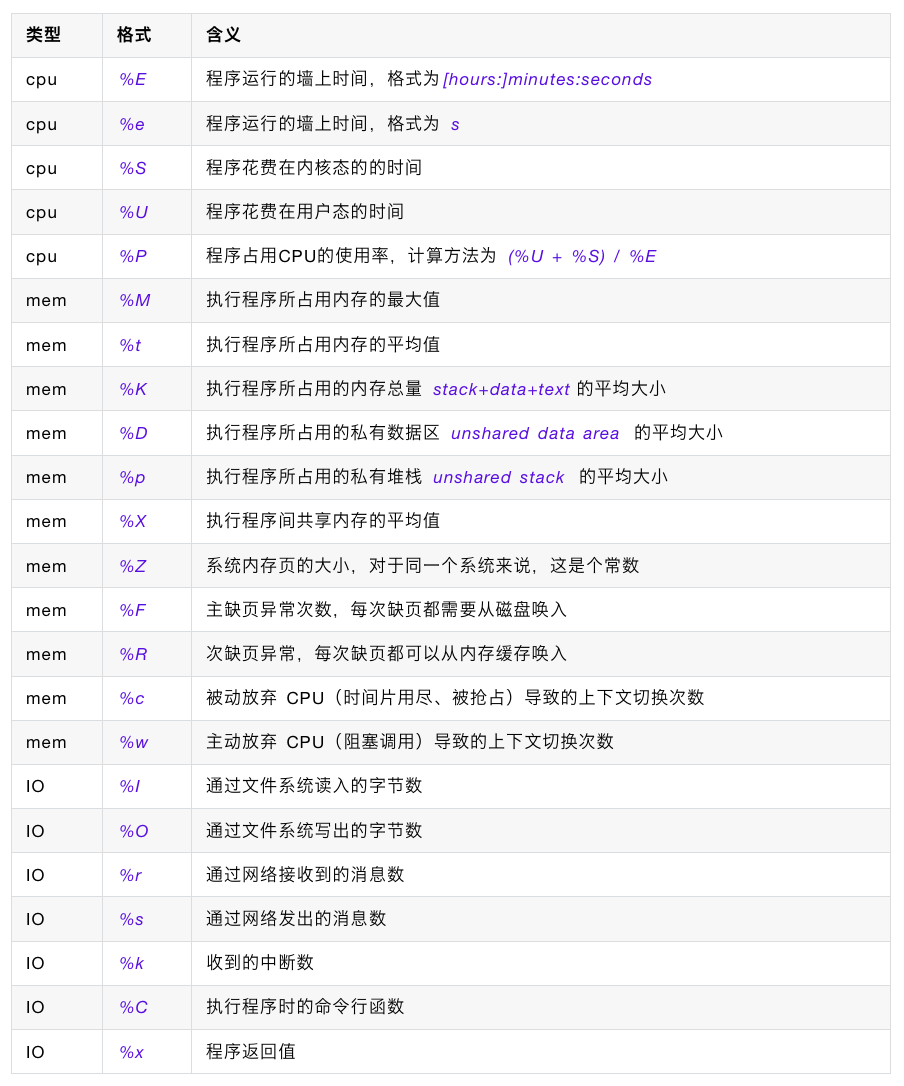 类型 格式 含义
cpu %E 程序运行的墙上时间，格式为[hours:]minutes:seconds
cpu %e 程序运行的墙上时间，格式为 s
cpu %S 程序花费在内核态的的时间
cpu %U 程序花费在用户态的时间
cpu %P 程序占用CPU的使用率，计算方法为 (%U + %S) / %E
mem %M 执行程序所占用内存的最大值
mem %t 执行程序所占用内存的平均值
mem %K 执行程序所占用的内存总量 stack+data+text 的平均大小
mem %D 执行程序所占用的私有数据区 unshared data area 的平均大小
mem %p 执行程序所占用的私有堆栈 unshared stack 的平均大小
mem %X 执行程序间共享内存的平均值
mem %Z 系统内存页的大小，对于同一个系统来说，这是个常数
mem %F 主缺页异常次数，每次缺页都需要从磁盘唤入
mem %R 次缺页异常，每次缺页都可以从内存缓存唤入
mem %c 被动放弃 CPU（时间片用尽、被抢占）导致的上下文切换次数
mem %w 主动放弃 CPU（阻塞调用）导致的上下文切换次数
IO %I 通过文件系统读入的字节数
IO %O 通过文件系统写出的字节数
IO %r 通过网络接收到的消息数
IO %s 通过网络发出的消息数
IO %k 收到的中断数
IO %C 执行程序时的命令行函数
IO %x 程序返回值